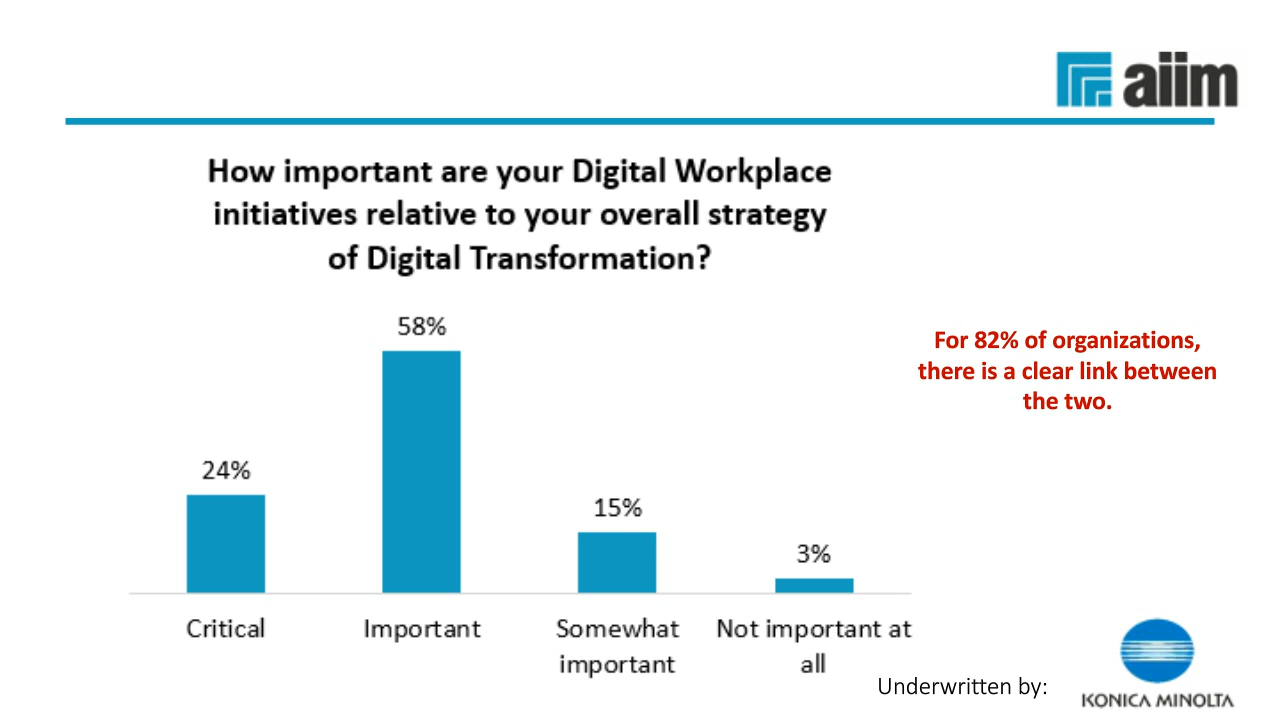 aiim
How important are your Digital Workplace
initiatives relative to your overall strategy
of Digital Transformation?
58%
24%
15%
3%
Critical
Important
Somewhat
important
Not important at
all
For 82% of organizations,
there is a clear link between
the two.
Underwritten by:
KONICA MINOLTA